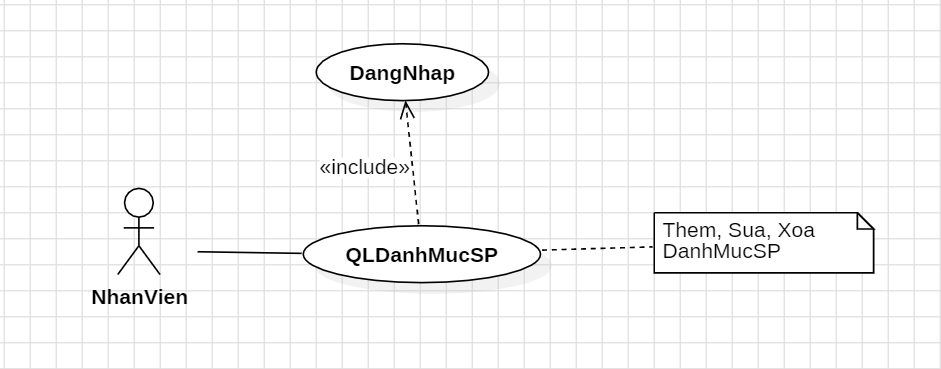 DangNhap
«include»
Them, Sua, Xoa
DanhMucSP
QLDanhMucSP
NhanVien